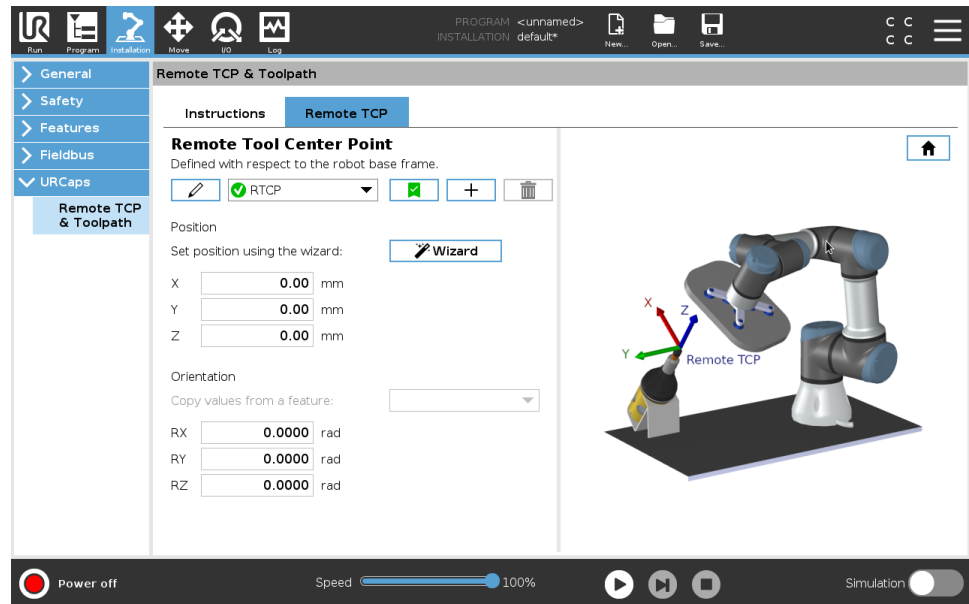 PROGRAM <unnamed>
INSTALLATION default*
Run Program Installation Move I/O Log New... Open... Save...
C C
C C
General
Safety
Features
Fieldbus
URCaps
Remote TCP
& Toolpath
Remote TCP & Toolpath
Instructions Remote TCP
Remote Tool Center Point
Defined with respect to the robot base frame.
RTCP
Position
Set position using the wizard: Wizard
X 0.00 mm
Y 0.00 mm
Z 0.00 mm
Orientation
Copy values from a feature:
RX 0.0000 rad
RY 0.0000 rad
RZ 0.0000 rad
X
Z
Y
Remote TCP
Power off Speed 100% Simulation